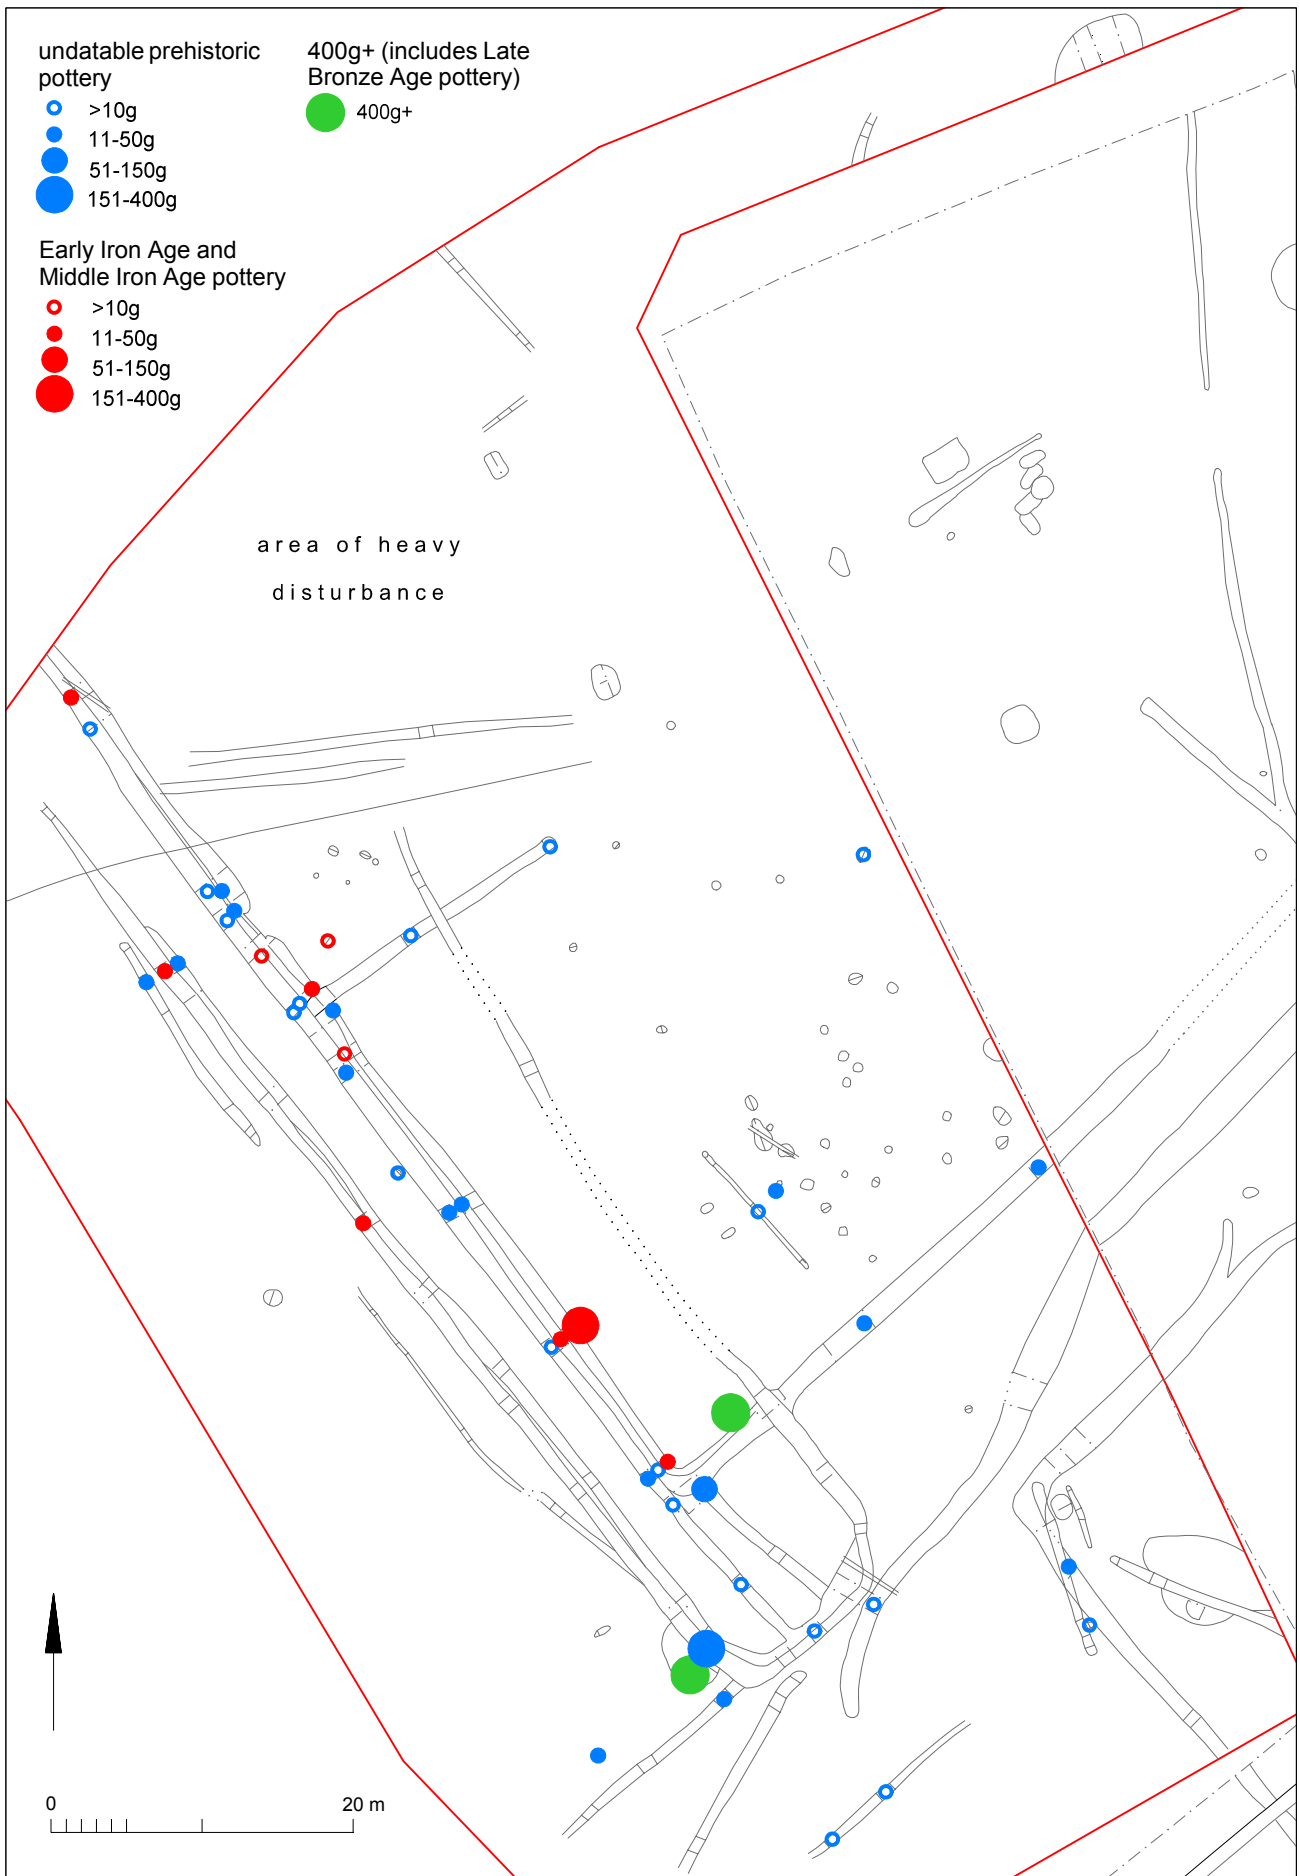 undatable prehistoric
pottery
>10g
11-50g
51-150g
151-400g
400g+ (includes Late
Bronze Age pottery)
400g+
Early Iron Age and
Middle Iron Age pottery
>10g
11-50g
51-150g
151-400g
area of heavy
disturbance
0 20 m